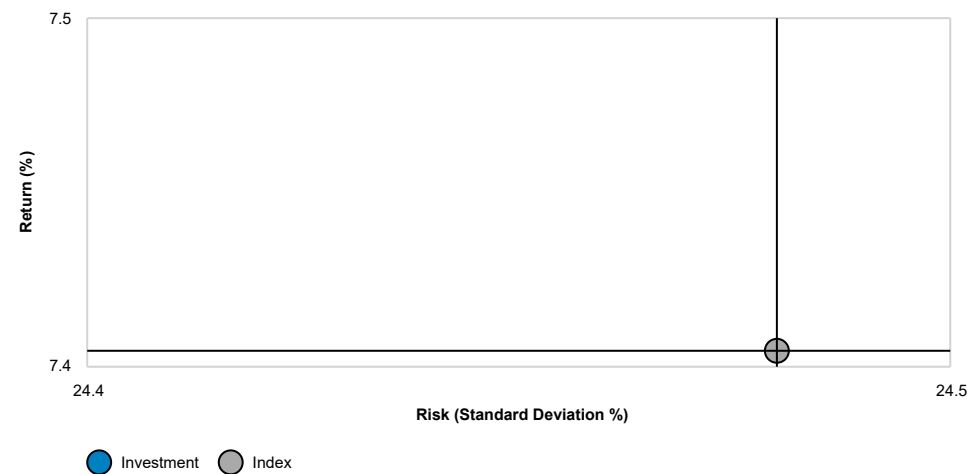 7.5
Return (%)
7.4
24.4
24.5
Risk (Standard Deviation %)
Investment
Index